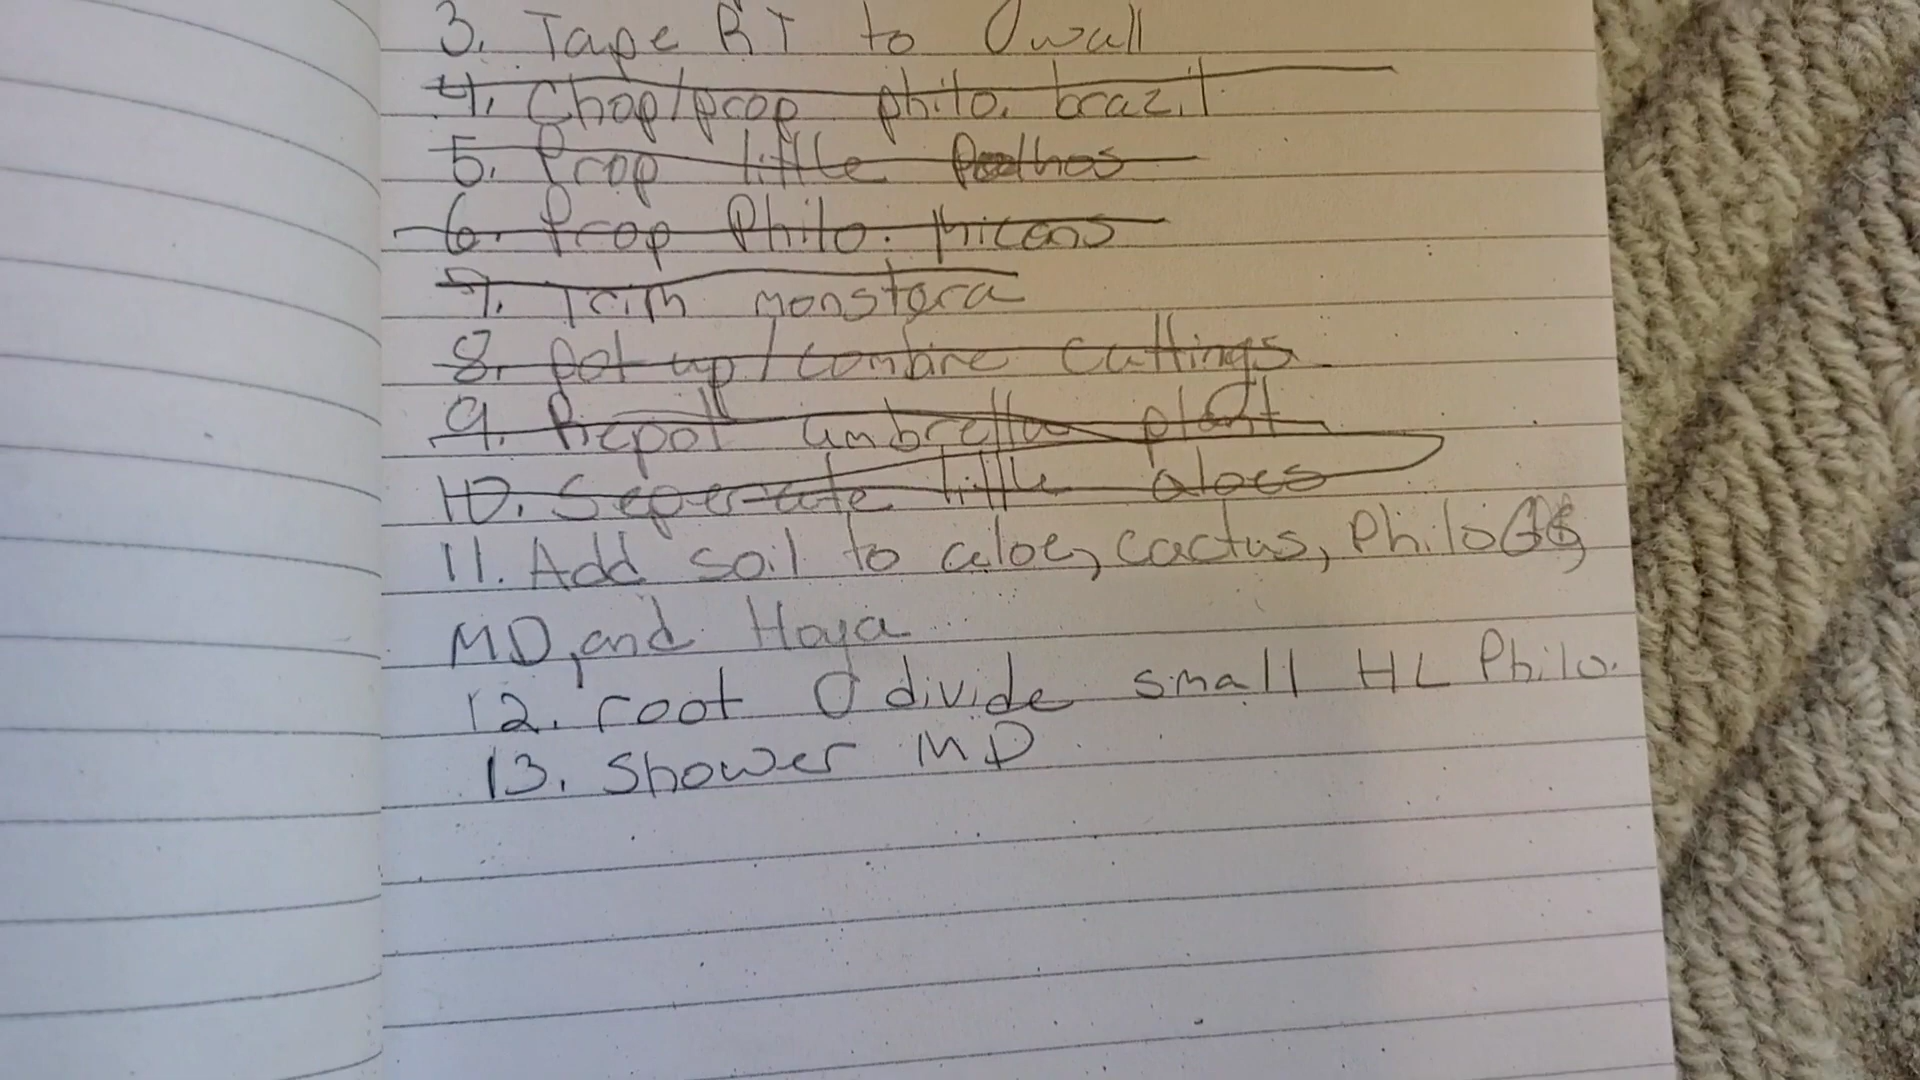 3. Tape RT to wall
4. Chop/prop philo. brazil
5. Prop little Pothos
6. Prop Philo. Micans
7. Trim monstera
8. pot up/combine cuttings
9. Repot umbrella plant
10. Seperate little aloes
11. Add soil to aloe, cactus, Philo
MD, and Hoya
12. root divide small HL Philo.
13. Shower MD